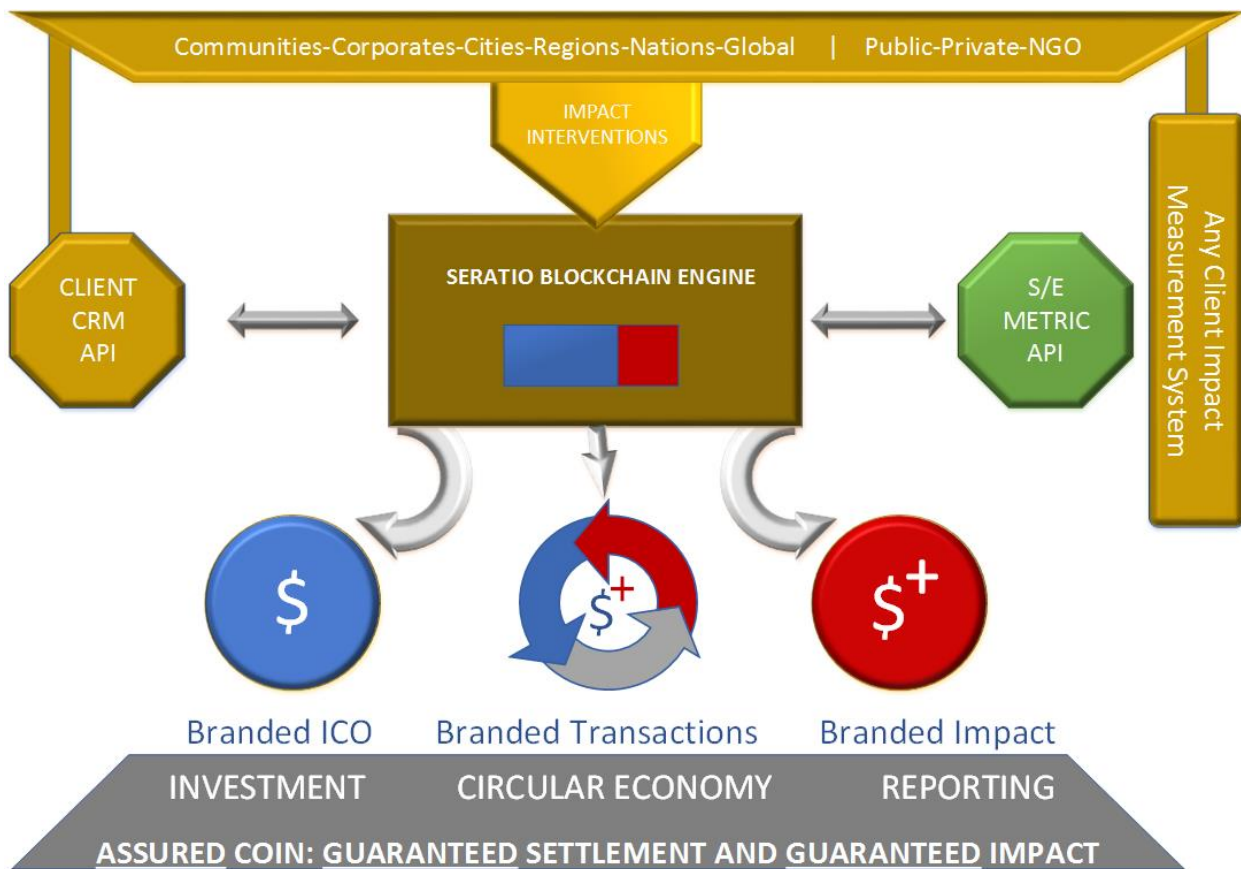 Communities-Corporates-Cities-Regions-Nations-Global | Public-Private-NGO
IMPACT
INTERVENTIONS
CLIENT
CRM
API
SERATIO BLOCKCHAIN ENGINE
S/E
METRIC
API
Any Client Impact
Measurement System
$
$+
$+
Branded ICO
Branded Transactions
Branded Impact
INVESTMENT
CIRCULAR ECONOMY
REPORTING
ASSURED COIN: GUARANTEED SETTLEMENT AND GUARANTEED IMPACT